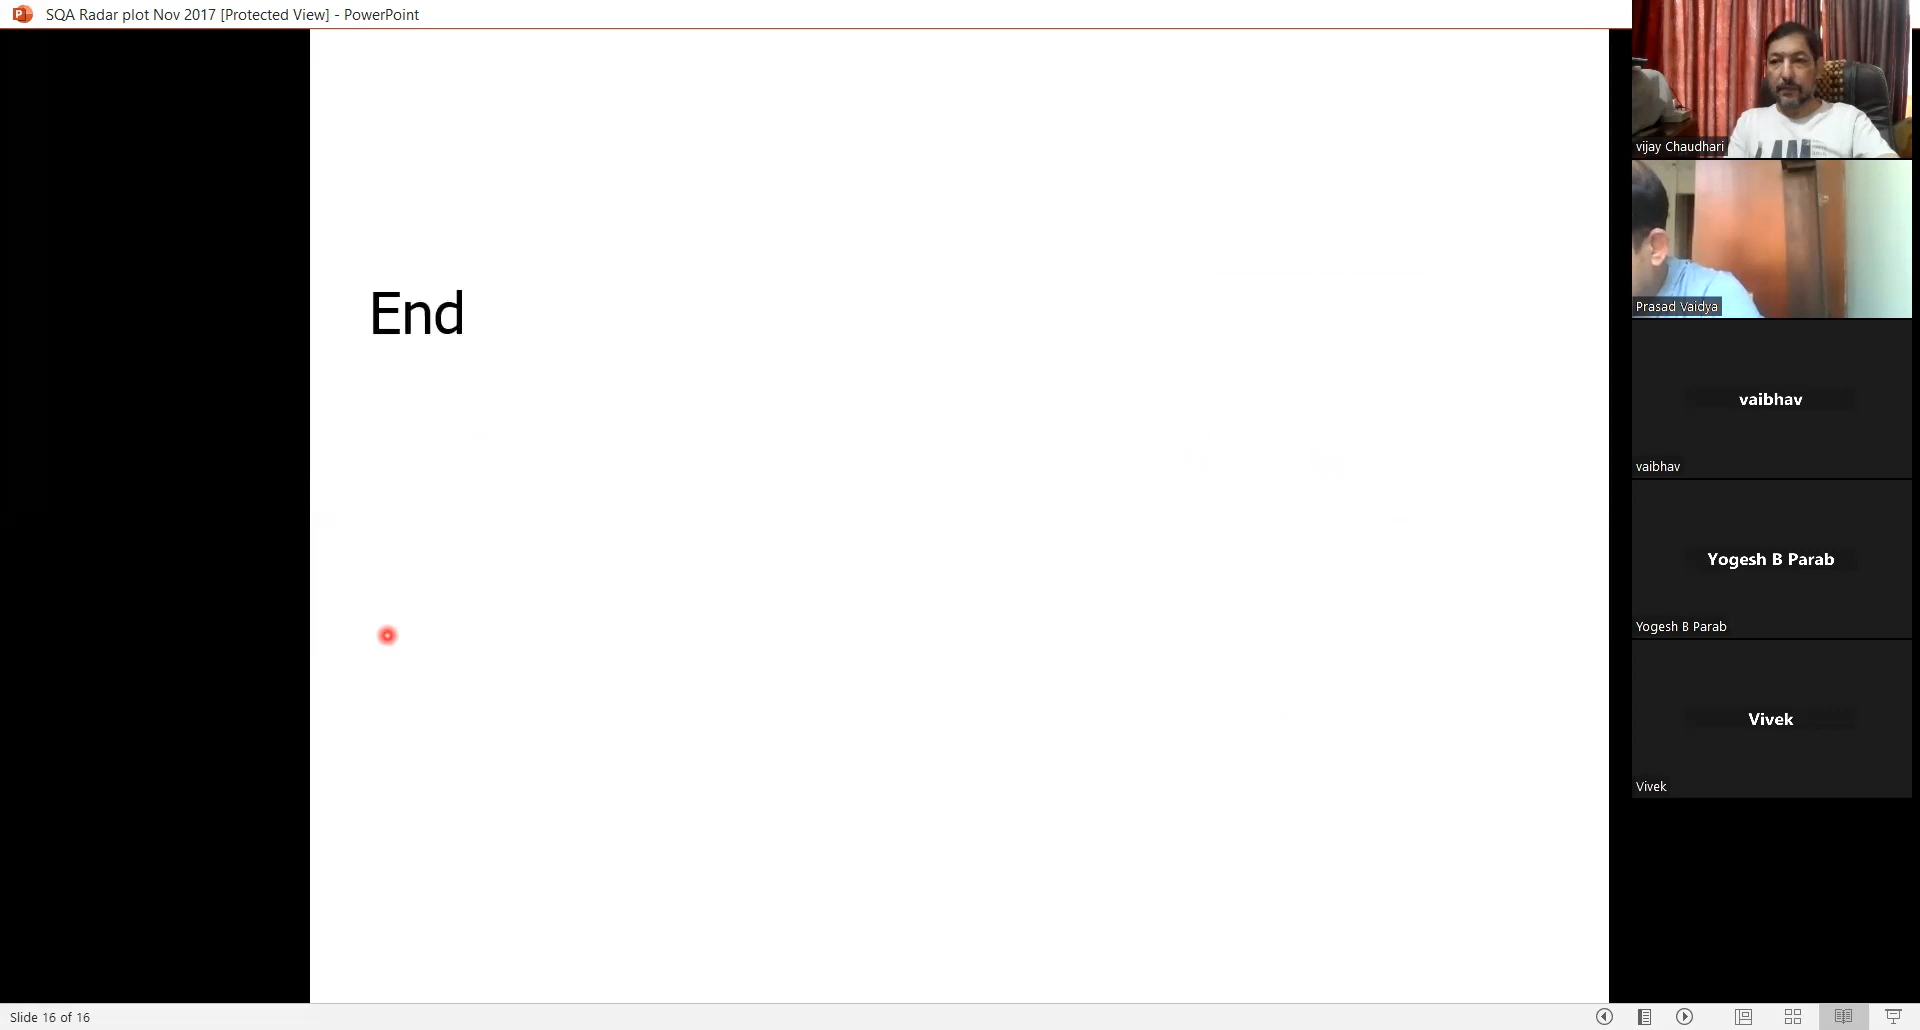 SQA Radar plot Nov 2017 [Protected View] - PowerPoint
End
vijay Chaudhari
Prasad Vaidya
vaibhav
vaibhav
Yogesh B Parab
Yogesh B Parab
Vivek
Vivek
Slide 16 of 16